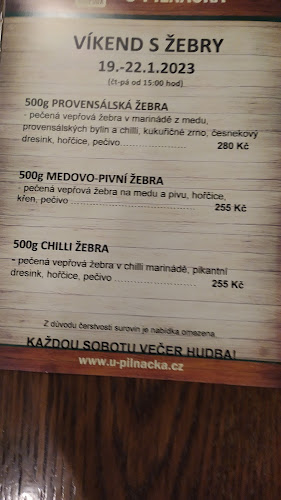 U-PILNAČKA
VÍKEND S ŽEBRY
19.-22.1.2023
(čt-pá od 15:00 hod)
500g PROVENSÁLSKÁ ŽEBRA
- pečená vepřová žebra v marinádě z medu,
provensálských bylin a chilli, kukuřičné zrno, česnekový
dresink, hořčice, pečivo .......................... 280 Kč
500g MEDOVO-PIVNÍ ŽEBRA
- pečená vepřová žebra na medu a pivu, hořčice,
křen, pečivo .......................... 255 Kč
500g CHILLI ŽEBRA
- pečená vepřová žebra v chilli marinádě, pikantní
dresink, hořčice, pečivo .......................... 255 Kč
Z důvodu čerstvosti surovin je nabídka omezena
KAŽDOU SOBOTU VEČER HUDBA!
www.u-pilnacka.cz